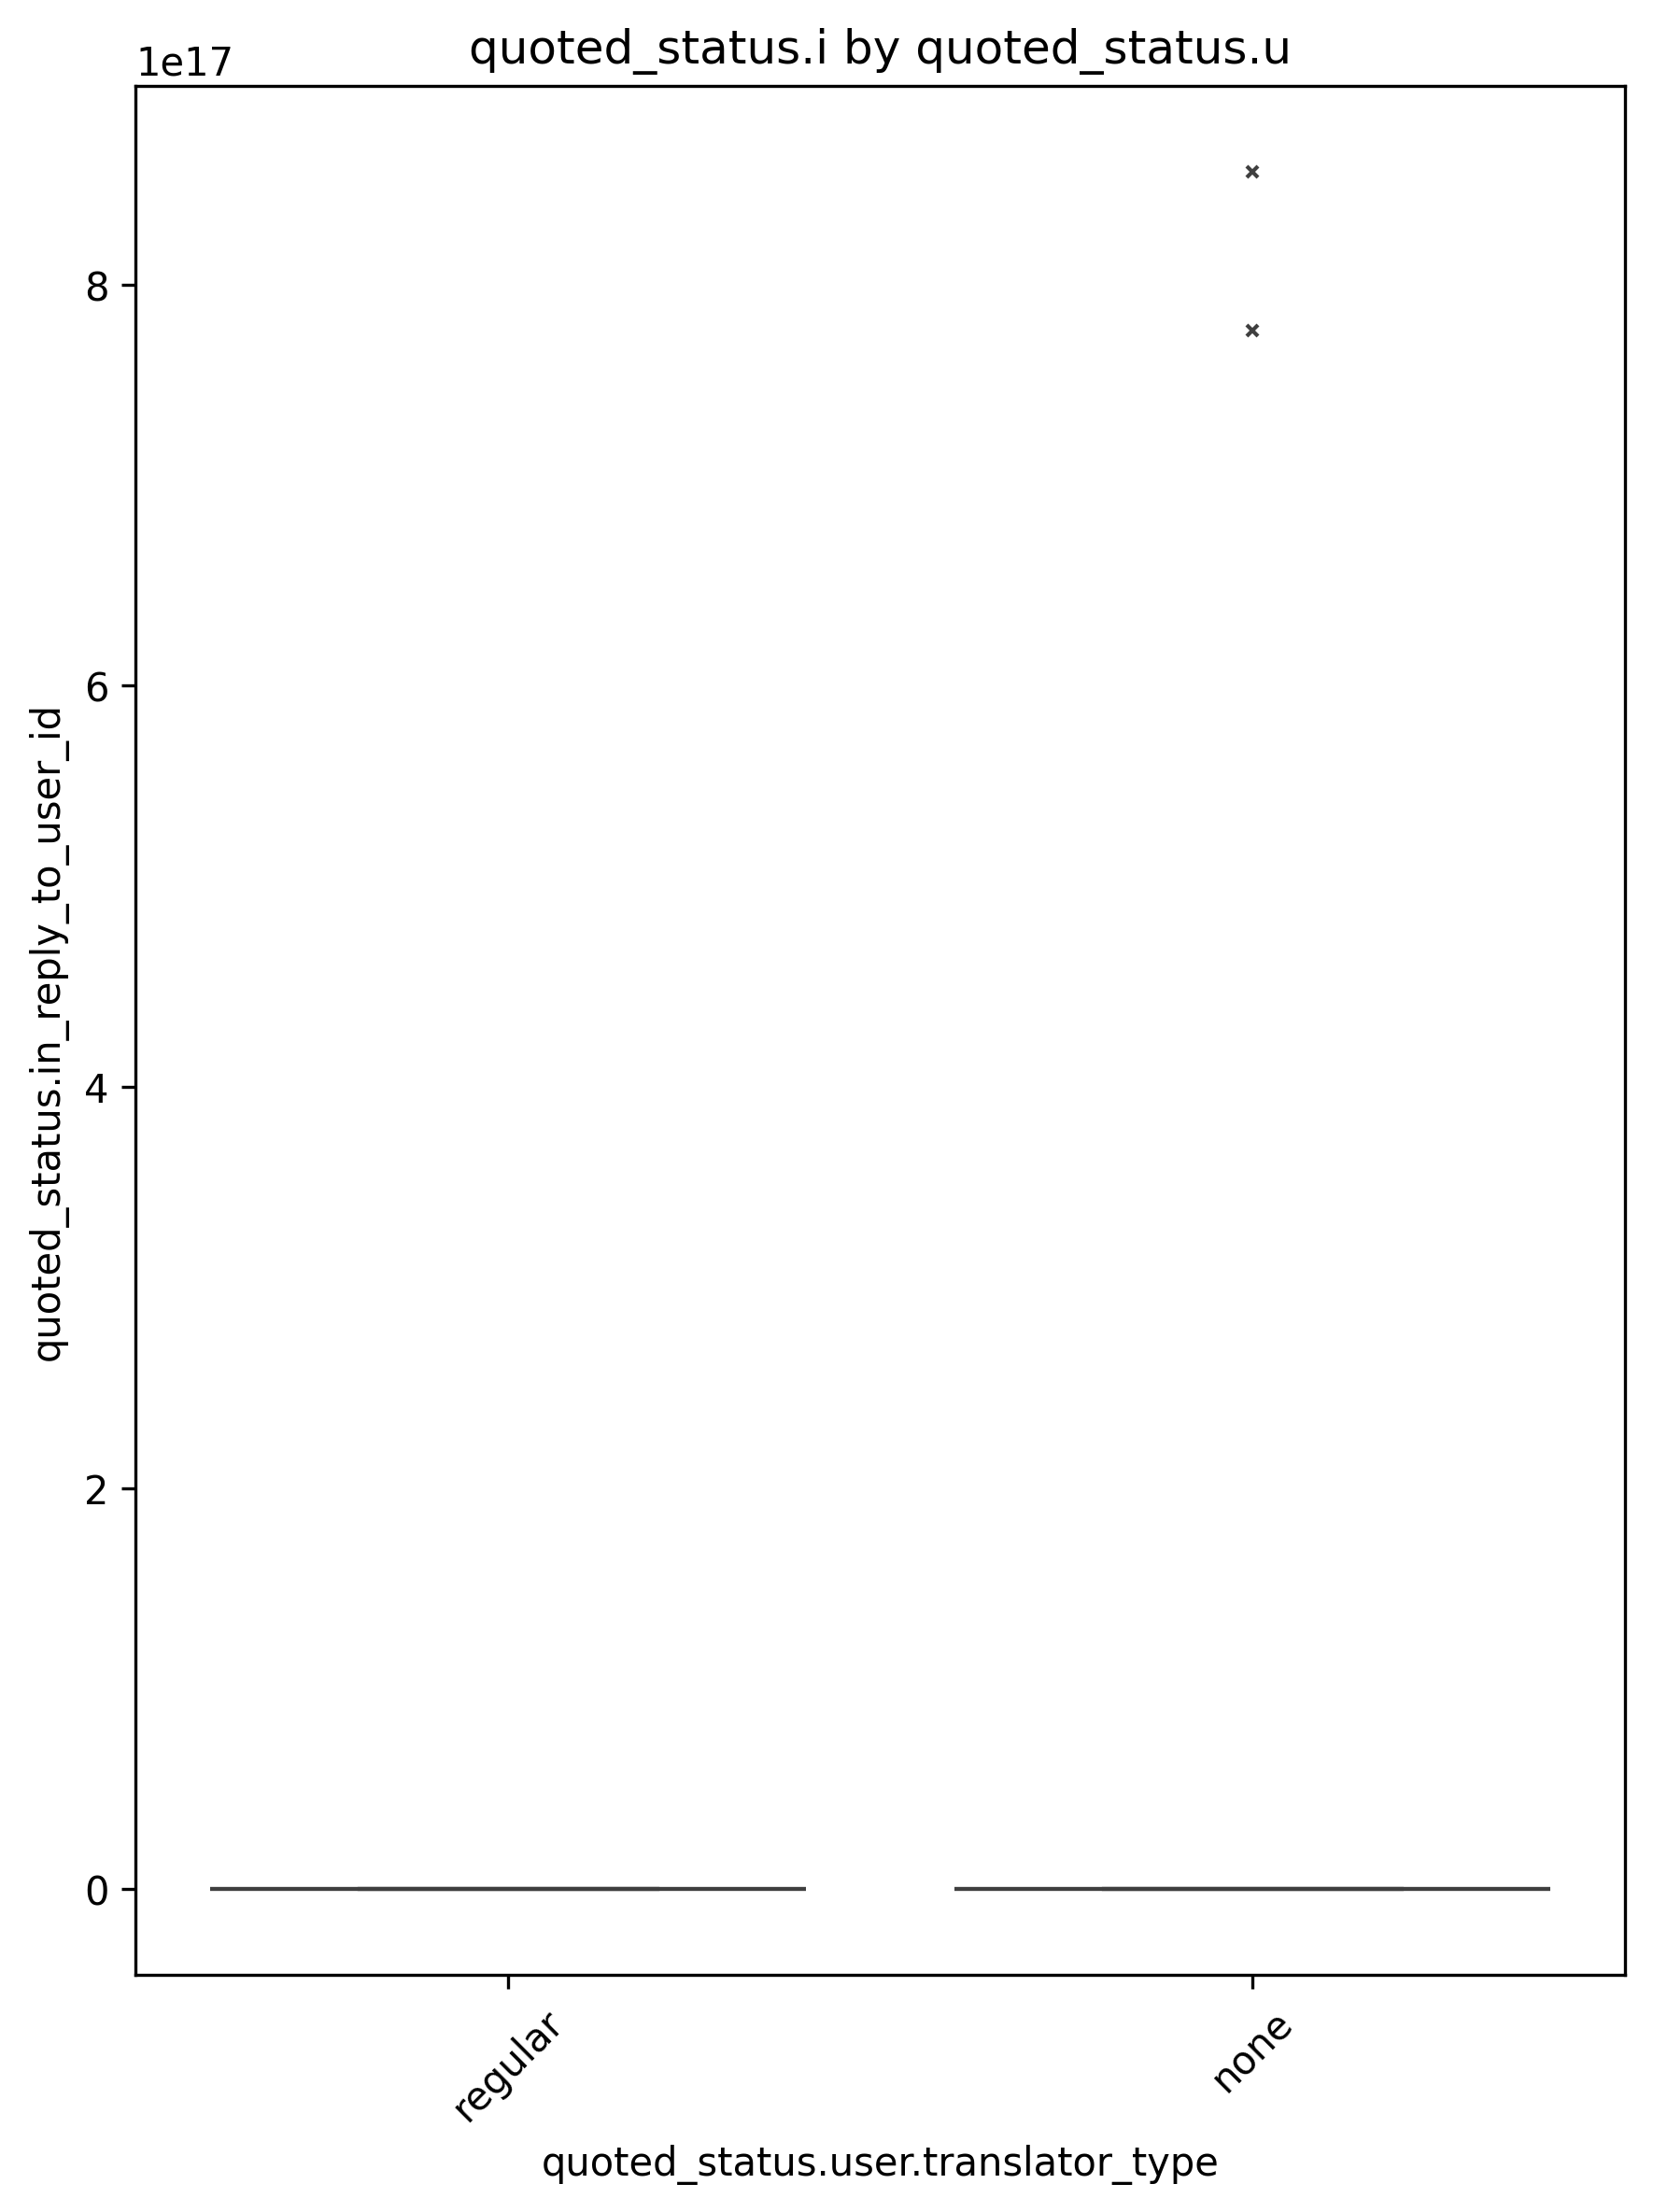 quoted_status.i by quoted_status.u
1e17
8
6
4
2
0
quoted_status.in_reply_to_user_id
regular
none
quoted_status.user.translator_type